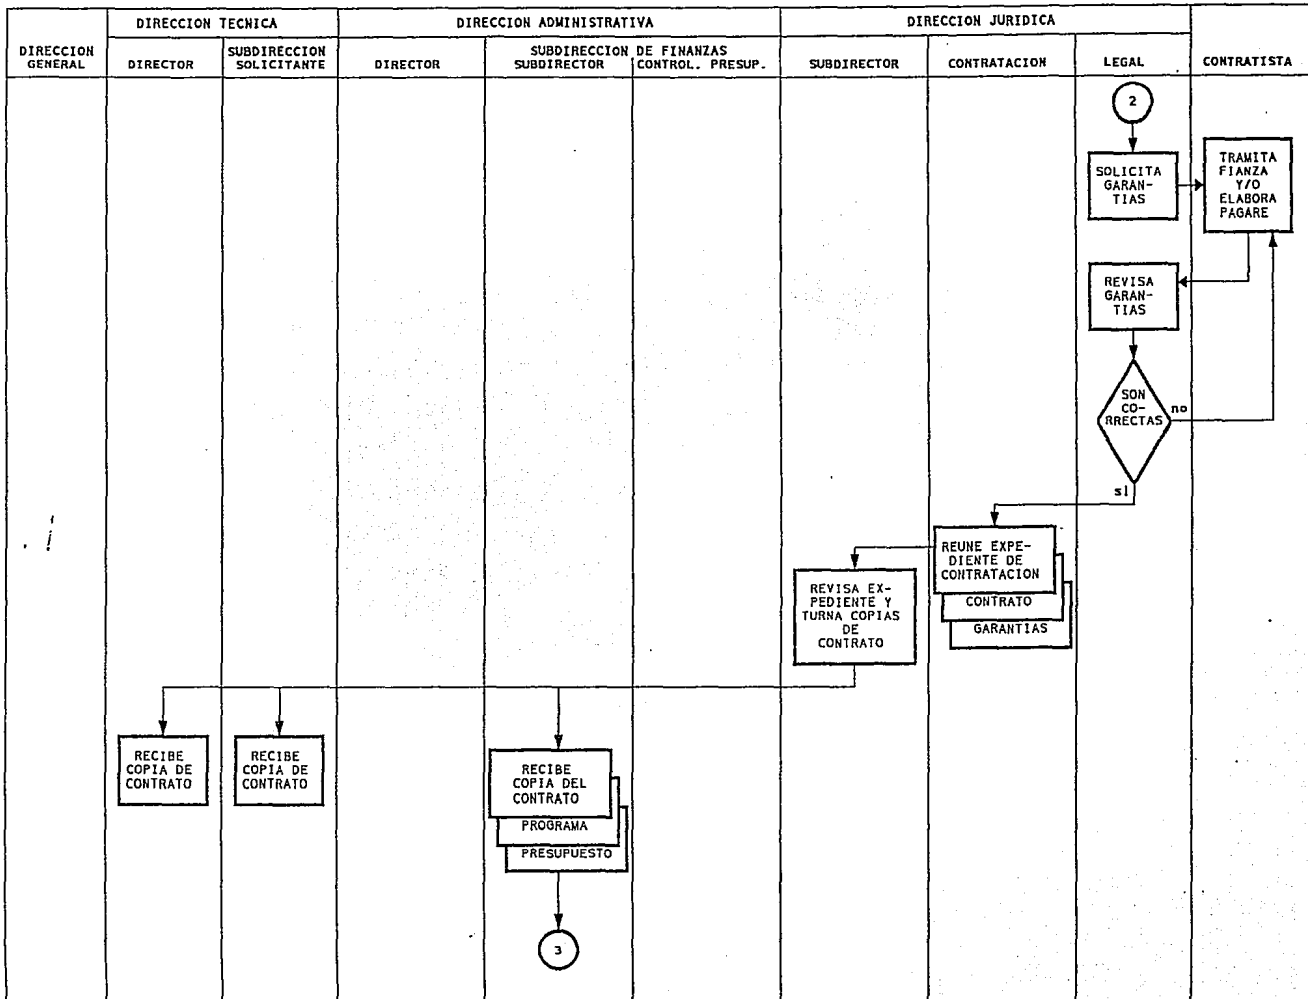 DIRECCION TECNICA
DIRECCION ADMINISTRATIVA
DIRECCION JURIDICA
DIRECCION
GENERAL
DIRECTOR
SUBDIRECCION
SOLICITANTE
DIRECTOR
SUBDIRECCION DE FINANZAS
SUBDIRECTOR
CONTROL. PRESUP.
SUBDIRECTOR
CONTRATACION
LEGAL
CONTRATISTA
2
SOLICITA
GARAN-
TIAS
TRAMITA
FIANZA
Y/O
ELABORA
PAGARE
REVISA
GARAN-
TIAS
SON
CO-
RRECTAS
no
si
REUNE EXPE-
DIENTE DE
CONTRATACION
CONTRATO
GARANTIAS
REVISA EX-
PEDIENTE Y
TURNA COPIAS
DE
CONTRATO
RECIBE
COPIA DE
CONTRATO
RECIBE
COPIA DE
CONTRATO
RECIBE
COPIA DEL
CONTRATO
PROGRAMA
PRESUPUESTO
3